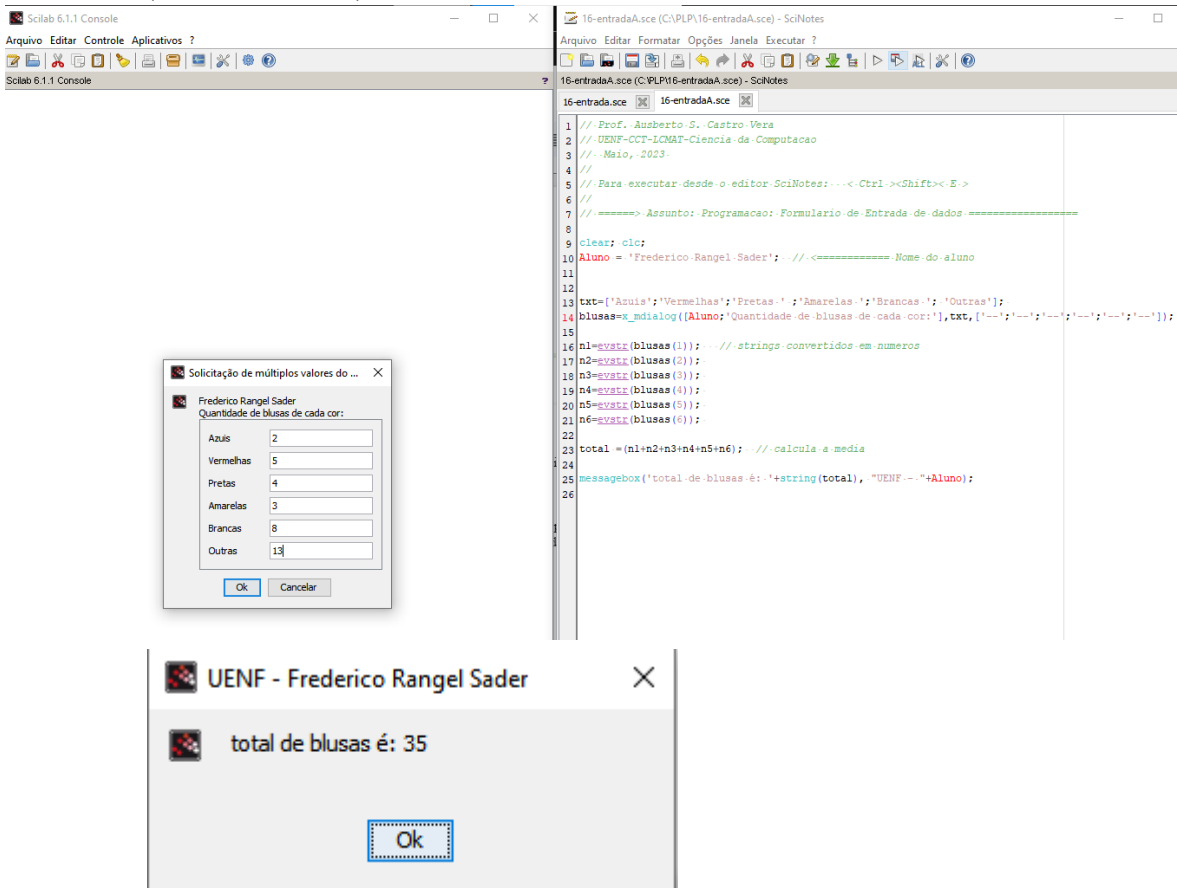 Scilab 6.1.1 Console
Arquivo Editar Controle Aplicativos ?
Scilab 6.1.1 Console ?
Solicitação de múltiplos valores do ...
Frederico Rangel Sader
Quantidade de blusas de cada cor:
Azuis 2
Vermelhas 5
Pretas 4
Amarelas 3
Brancas 8
Outras 13
Ok Cancelar
16-entradaA.sce (C:\PLP\16-entradaA.sce) - SciNotes
Arquivo Editar Formatar Opções Janela Executar ?
16-entradaA.sce (C:\PLP\16-entradaA.sce) - SciNotes
16-entrada.sce 16-entradaA.sce
1 // Prof. Ausberto S. Castro Vera
2 // UENF-CCT-LCMAT-Ciencia da Computacao
3 // Maio, 2023
4 //
5 // Para executar desde o editor SciNotes: < Ctrl ><Shift>< E >
6 //
7 // ======> Assunto: Programacao: Formulario de Entrada de dados ==================
8
9 clear; clc;
10 Aluno = 'Frederico Rangel Sader'; // <============ Nome do aluno
11
12
13 txt=['Azuis';'Vermelhas';'Pretas ' ;'Amarelas ';'Brancas '; 'Outras'];
14 blusas=x_mdialog([Aluno;'Quantidade de blusas de cada cor:'],txt,['--';'--';'--';'--';'--';'--']);
15
16 n1=evstr(blusas(1)); // strings convertidos em numeros
17 n2=evstr(blusas(2));
18 n3=evstr(blusas(3));
19 n4=evstr(blusas(4));
20 n5=evstr(blusas(5));
21 n6=evstr(blusas(6));
22
23 total =(n1+n2+n3+n4+n5+n6); // calcula a media
24
25 messagebox('total de blusas é: '+string(total), "UENF - "+Aluno);
26
UENF - Frederico Rangel Sader
total de blusas é: 35
Ok